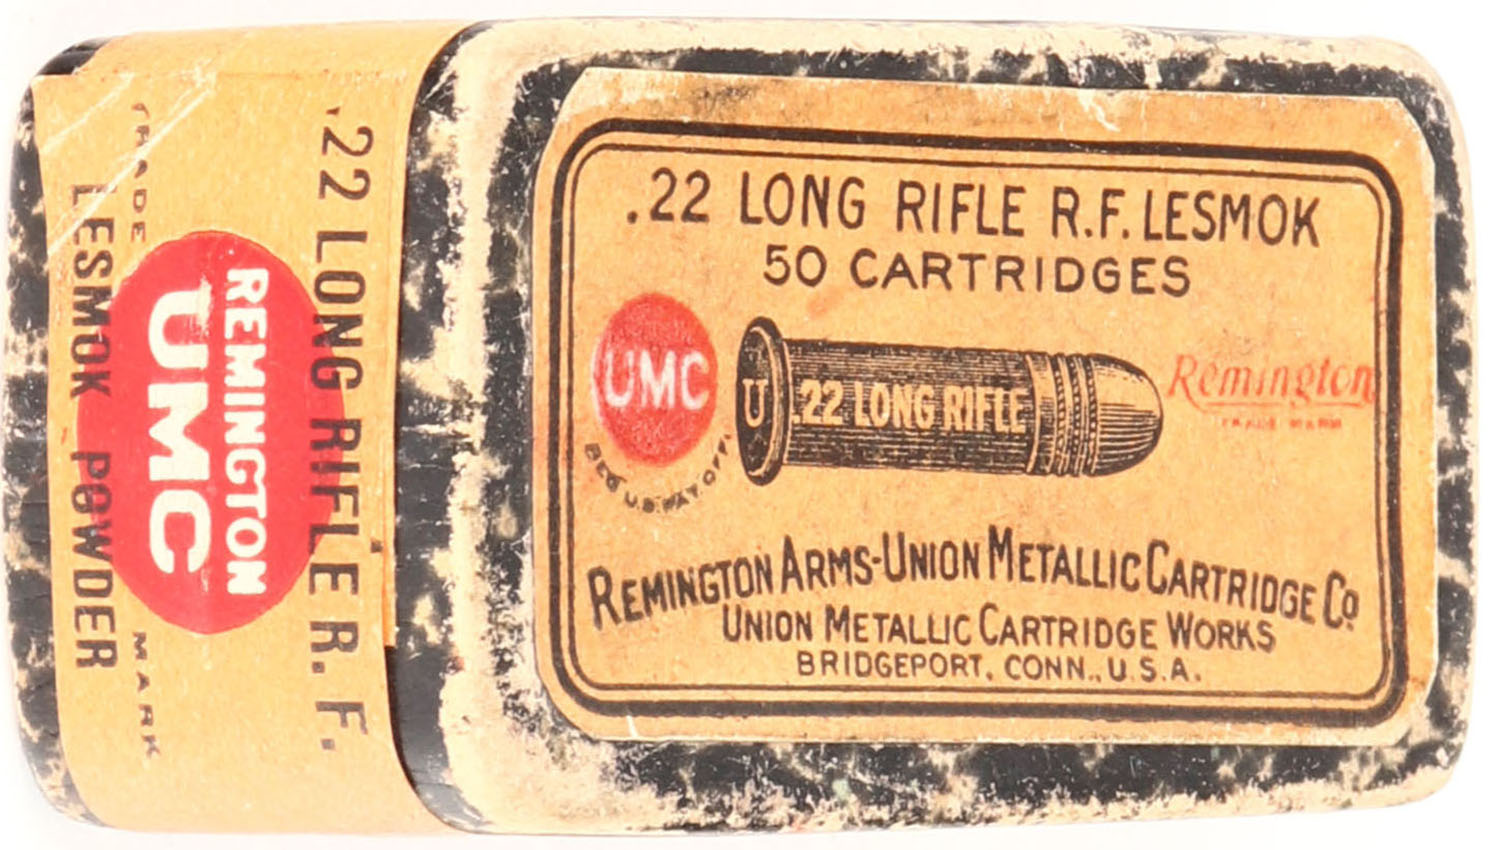 .22 LONG RIFLE R.F. LESMOK
50 CARTRIDGES
UMC
REG. U.S. PAT. OFF.
U
.22 LONG RIFLE
Remington
TRADE MARK
REMINGTON ARMS-UNION METALLIC CARTRIDGE CO.
UNION METALLIC CARTRIDGE WORKS
BRIDGEPORT, CONN., U.S.A.
.22 LONG RIFLE R. F.
REMINGTON
UMC
TRADE MARK
LESMOK POWDER